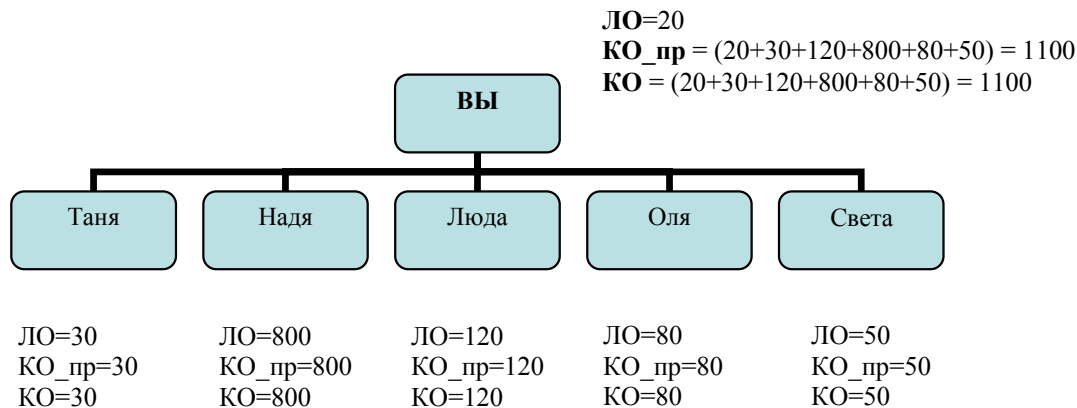 ЛО=20
КО_пр = (20+30+120+800+80+50) = 1100
КО = (20+30+120+800+80+50) = 1100
ВЫ
Таня
Надя
Люда
Оля
Света
ЛО=30
КО_пр=30
КО=30
ЛО=800
КО_пр=800
КО=800
ЛО=120
КО_пр=120
КО=120
ЛО=80
КО_пр=80
КО=80
ЛО=50
КО_пр=50
КО=50